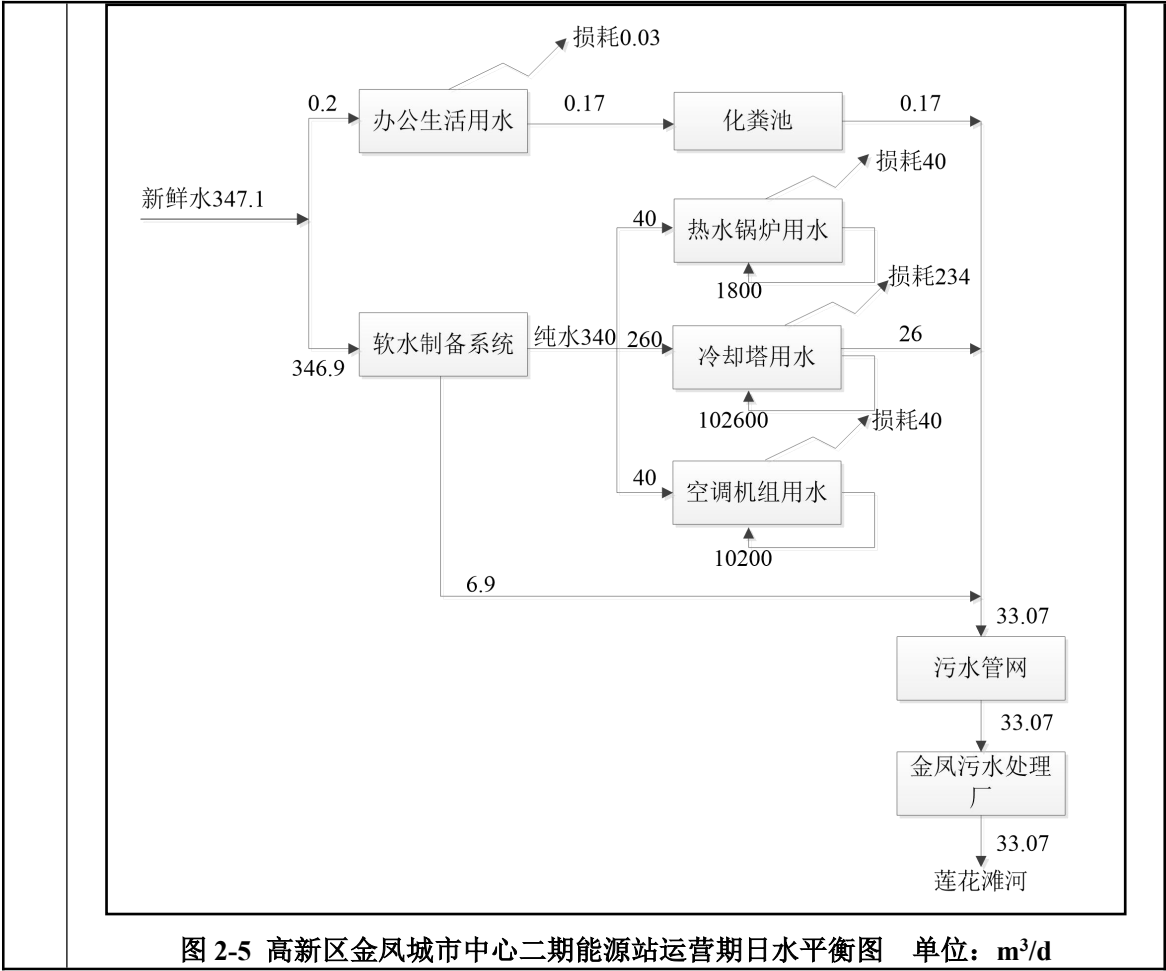 损耗0.03
0.2
办公生活用水
0.17
化粪池
0.17
新鲜水347.1
损耗40
40
热水锅炉用水
1800
损耗234
346.9
软水制备系统
纯水340
260
冷却塔用水
26
102600
损耗40
40
空调机组用水
10200
6.9
33.07
污水管网
33.07
金凤污水处理
厂
33.07
莲花滩河
图 2-5 高新区金凤城市中心二期能源站运营期日水平衡图 单位：m³/d